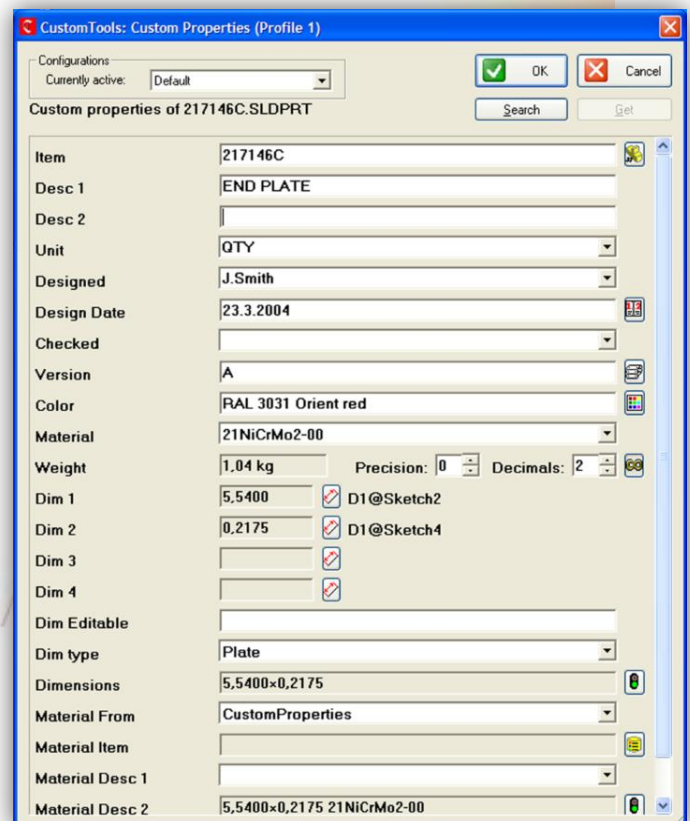 CustomTools: Custom Properties (Profile 1)
Configurations
Currently active: Default
OK Cancel
Custom properties of 217146C.SLDPRT
Search Get
Item 217146C
Desc 1 END PLATE
Desc 2
Unit QTY
Designed J.Smith
Design Date 23.3.2004
Checked
Version A
Color RAL 3031 Orient red
Material 21NiCrMo2-00
Weight 1,04 kg Precision: 0 Decimals: 2
Dim 1 5,5400 D1@Sketch2
Dim 2 0,2175 D1@Sketch4
Dim 3
Dim 4
Dim Editable
Dim type Plate
Dimensions 5,5400×0,2175
Material From CustomProperties
Material Item
Material Desc 1
Material Desc 2 5,5400×0,2175 21NiCrMo2-00